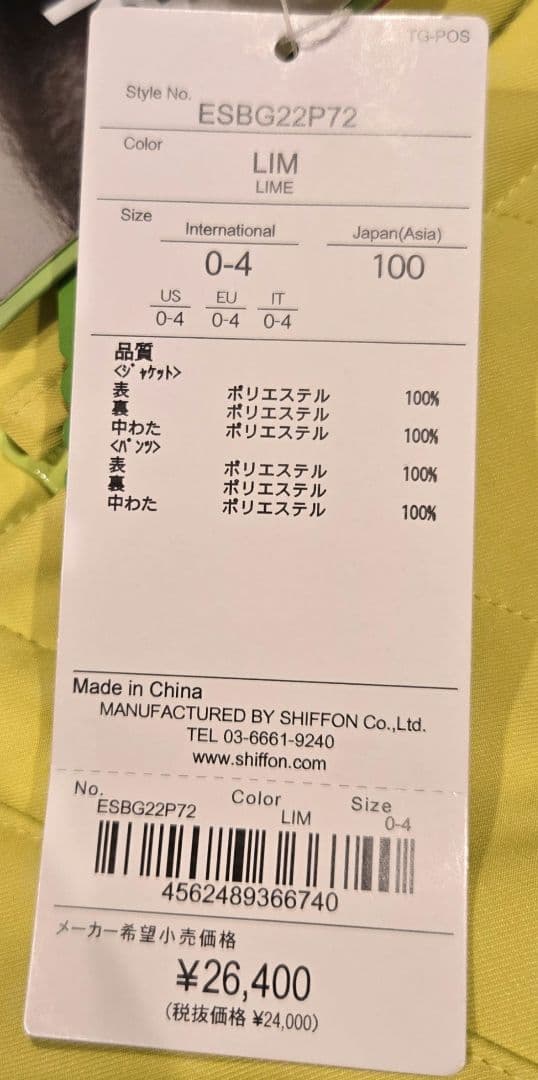 TG-POS
Style No. ESBG22P72
Color
LIM
LIME
Size
International Japan(Asia)
0-4 100
US EU IT
0-4 0-4 0-4
品質
<ｼﾞｬｹｯﾄ>
表 ポリエステル 100%
裏 ポリエステル
中わた ポリエステル 100%
<ﾊﾟﾝﾂ>
表 ポリエステル 100%
裏 ポリエステル
中わた ポリエステル 100%
Made in China
MANUFACTURED BY SHIFFON Co.,Ltd.
TEL 03-6661-9240
www.shiffon.com
No. Color Size
ESBG22P72 LIM 0-4
4562489366740
メーカー希望小売価格
¥26,400
(税抜価格 ¥24,000)